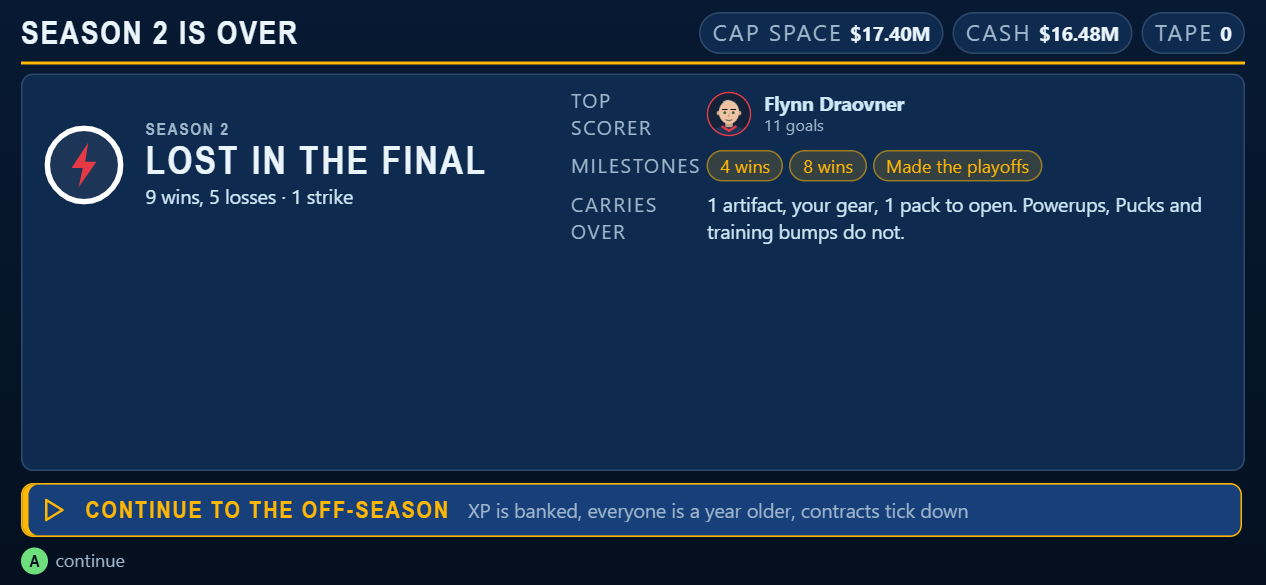 SEASON 2 IS OVER
CAP SPACE $17.40M
CASH $16.48M
TAPE 0
SEASON 2
LOST IN THE FINAL
9 wins, 5 losses · 1 strike
TOP
SCORER
Flynn Draovner
11 goals
MILESTONES
4 wins
8 wins
Made the playoffs
CARRIES
OVER
1 artifact, your gear, 1 pack to open. Powerups, Pucks and
training bumps do not.
CONTINUE TO THE OFF-SEASON XP is banked, everyone is a year older, contracts tick down
A continue